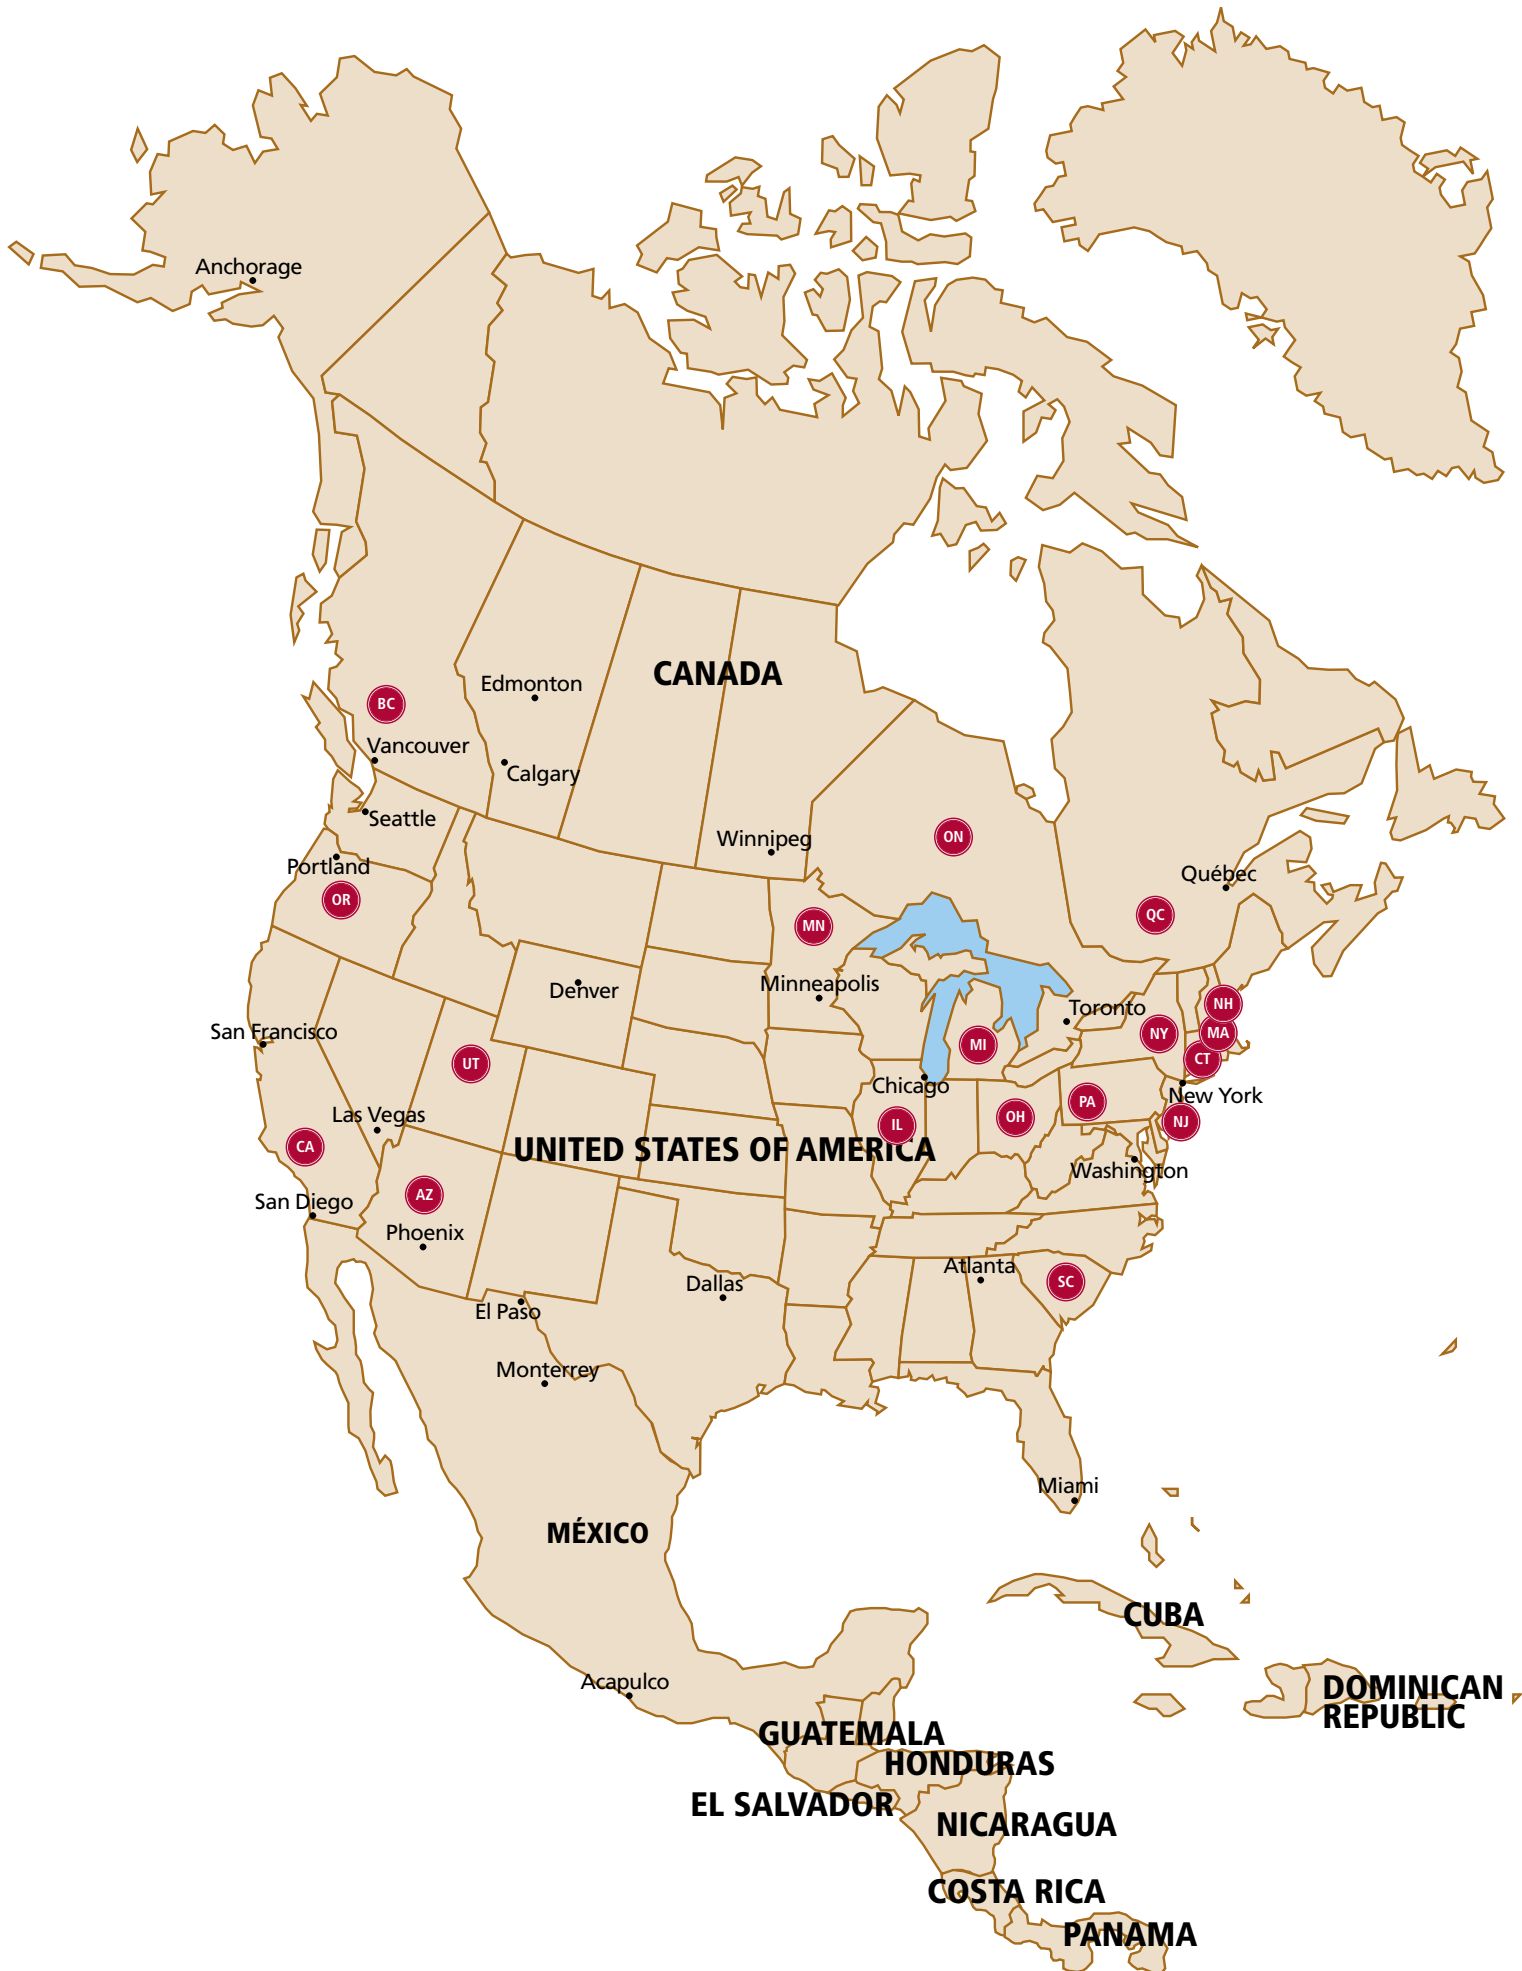 Anchorage
CANADA
Edmonton
BC
Vancouver
Calgary
Seattle
Winnipeg
ON
Portland
Québec
OR
QC
MN
Minneapolis
Denver
Toronto
NH
San Francisco
NY
MA
MI
CT
UT
Chicago
New York
PA
Las Vegas
OH
NJ
IL
CA
UNITED STATES OF AMERICA
Washington
AZ
San Diego
Phoenix
Atlanta
SC
Dallas
El Paso
Monterrey
Miami
MÉXICO
CUBA
Acapulco
DOMINICAN
REPUBLIC
GUATEMALA
HONDURAS
EL SALVADOR
NICARAGUA
COSTA RICA
PANAMA